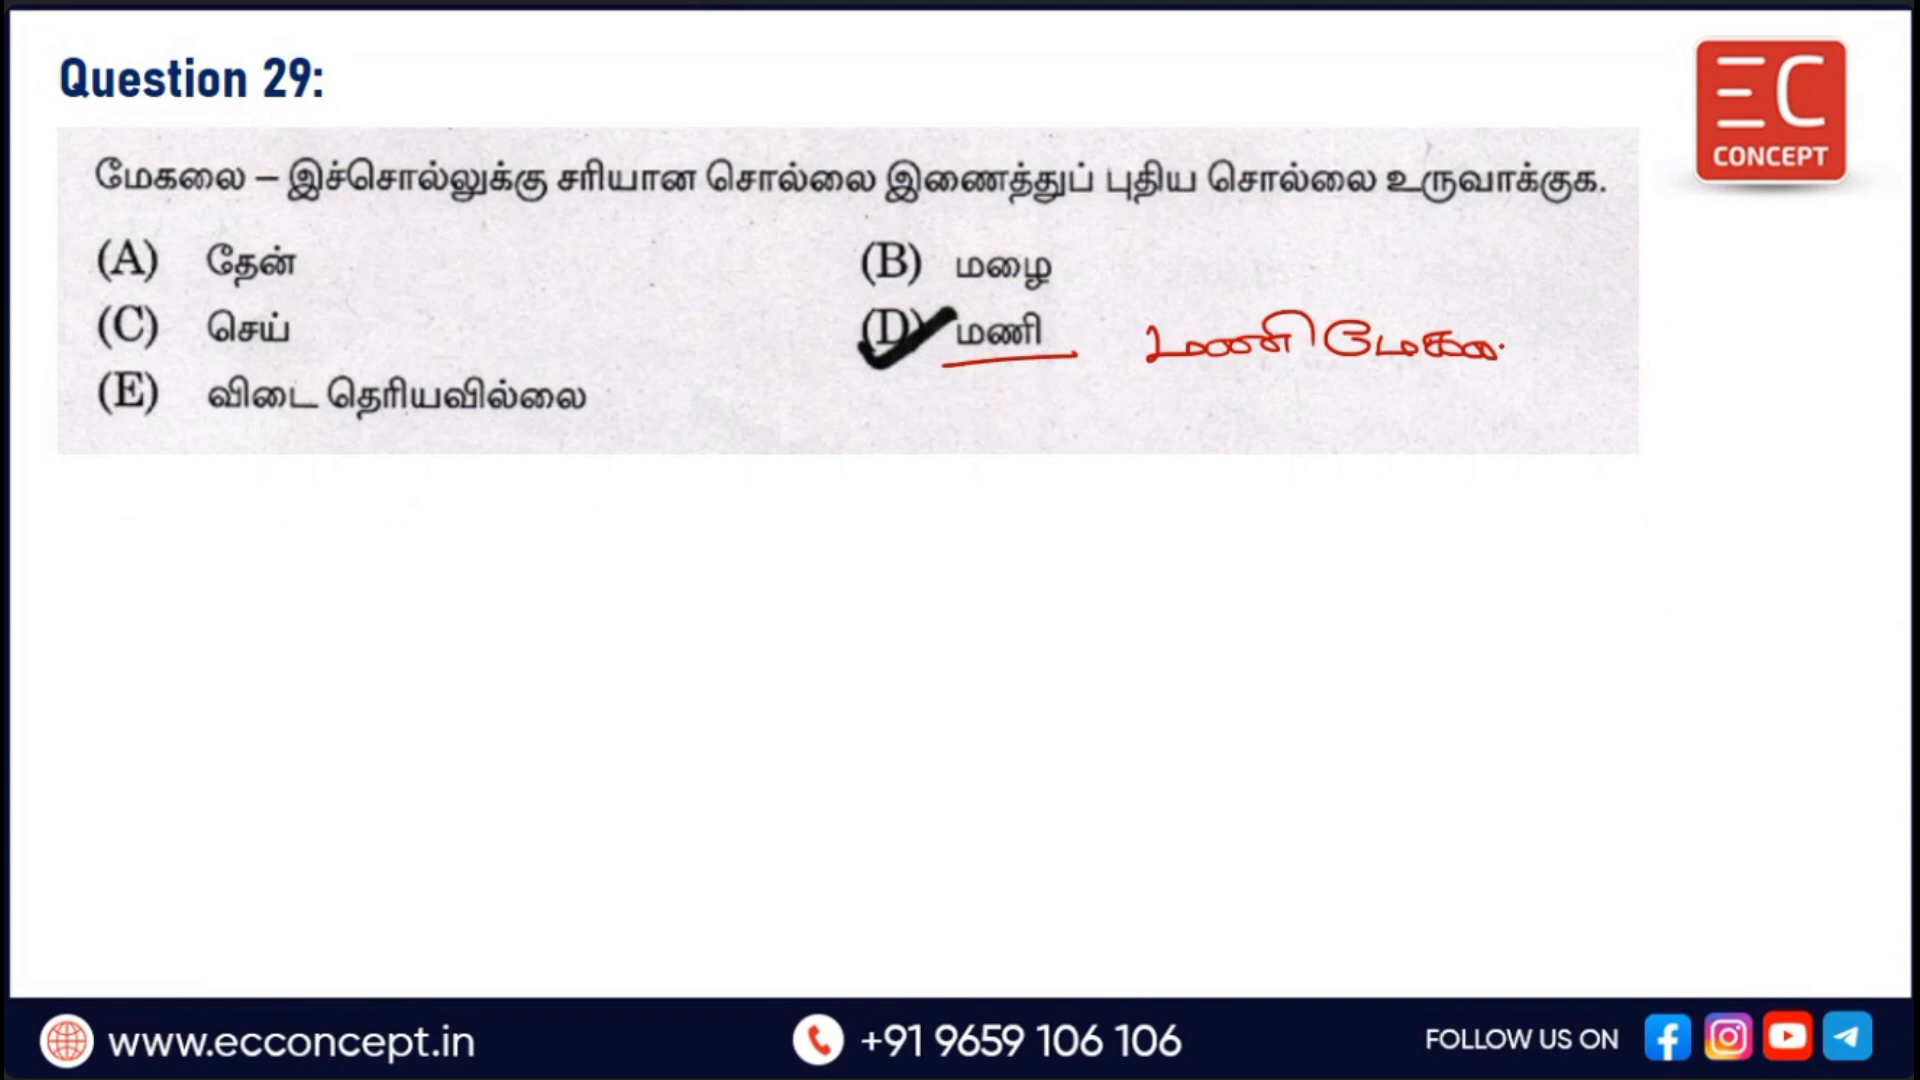 Question 29:
EC
CONCEPT
மேகலை – இச்சொல்லுக்கு சரியான சொல்லை இணைத்துப் புதிய சொல்லை உருவாக்குக.
(A) தேன் (B) மழை
(C) செய் (D) மணி மணிமேகலை
(E) விடை தெரியவில்லை
www.ecconcept.in +91 9659 106 106 FOLLOW US ON